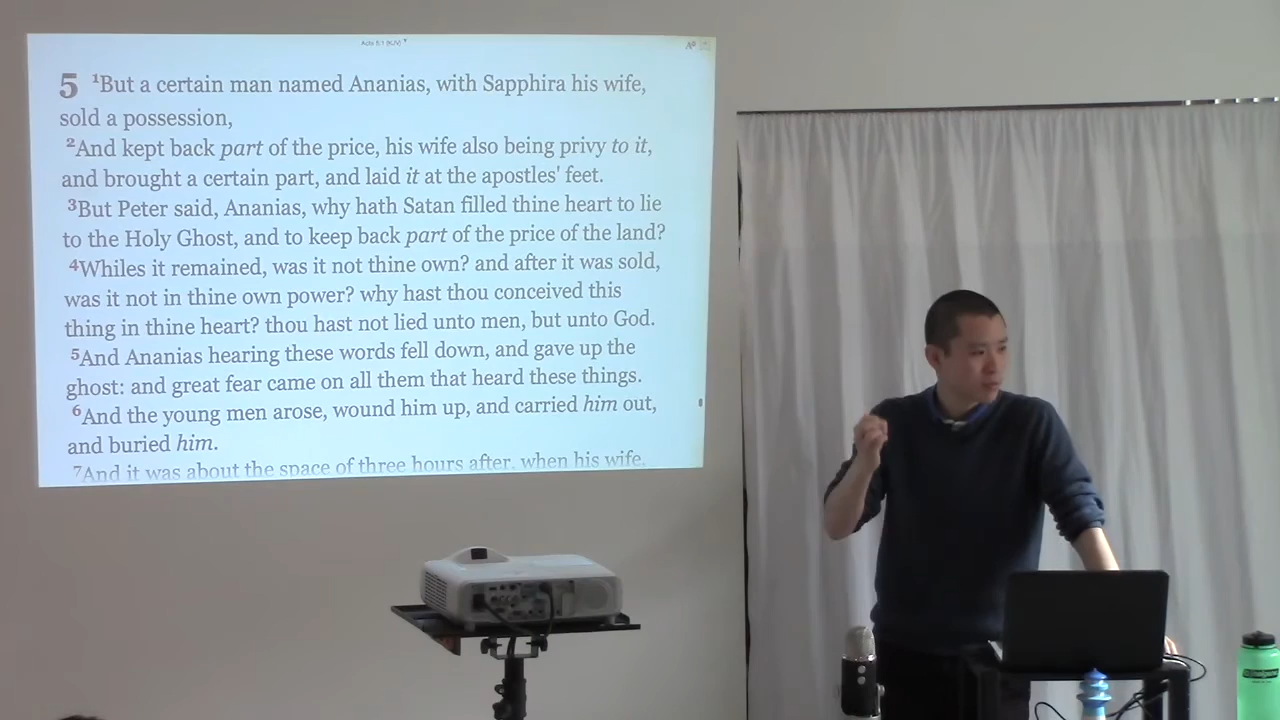 Acts 5:1 (KJV)
5 1But a certain man named Ananias, with Sapphira his wife,
sold a possession,
2And kept back part of the price, his wife also being privy to it,
and brought a certain part, and laid it at the apostles' feet.
3But Peter said, Ananias, why hath Satan filled thine heart to lie
to the Holy Ghost, and to keep back part of the price of the land?
4Whiles it remained, was it not thine own? and after it was sold,
was it not in thine own power? why hast thou conceived this
thing in thine heart? thou hast not lied unto men, but unto God.
5And Ananias hearing these words fell down, and gave up the
ghost: and great fear came on all them that heard these things.
6And the young men arose, wound him up, and carried him out,
and buried him.
7And it was about the space of three hours after, when his wife,